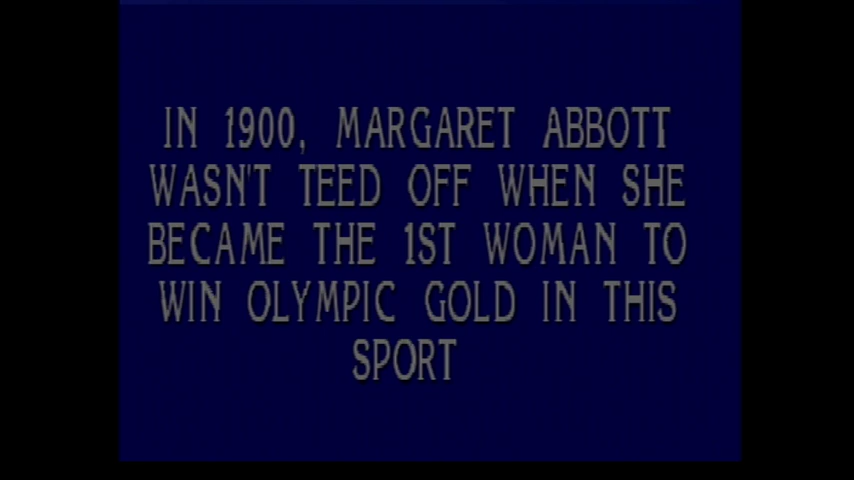 IN 1900, MARGARET ABBOTT
WASN'T TEED OFF WHEN SHE
BECAME THE 1ST WOMAN TO
WIN OLYMPIC GOLD IN THIS
SPORT